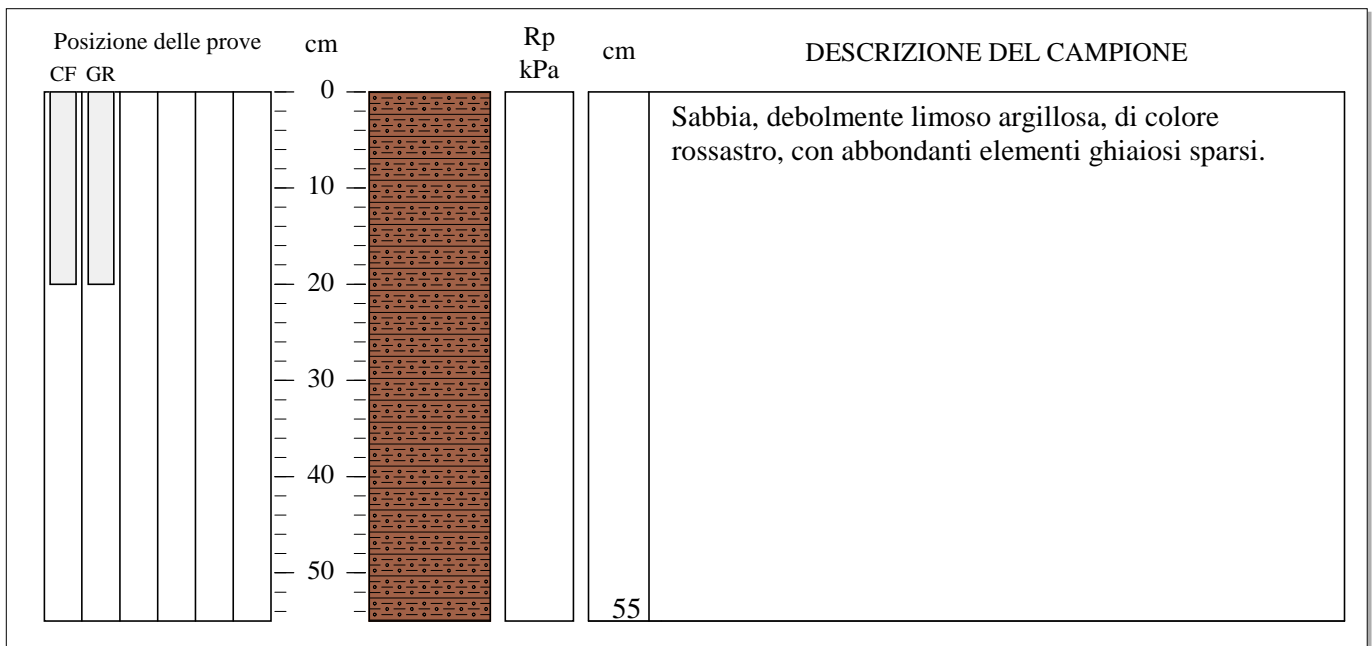 Posizione delle prove
CF GR
cm
Rp
kPa
cm
DESCRIZIONE DEL CAMPIONE
0
10
20
30
40
50
55
Sabbia, debolmente limoso argillosa, di colore
rossastro, con abbondanti elementi ghiaiosi sparsi.